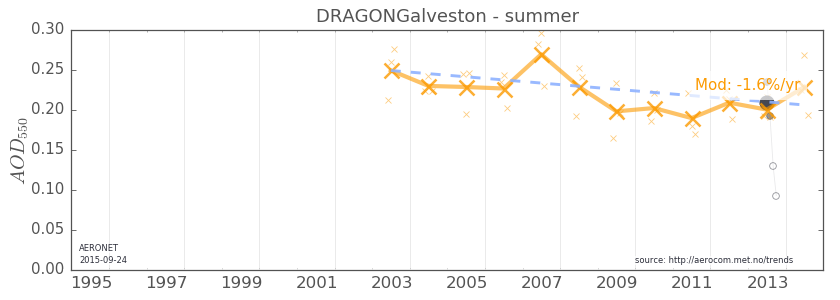 DRAGONGalveston - summer
0.30
0.25
0.20
0.15
0.10
0.05
0.00
AOD550
Mod: -1.6%/yr
AERONET
2015-09-24
source: http://aerocom.met.no/trends
1995 1997 1999 2001 2003 2005 2007 2009 2011 2013